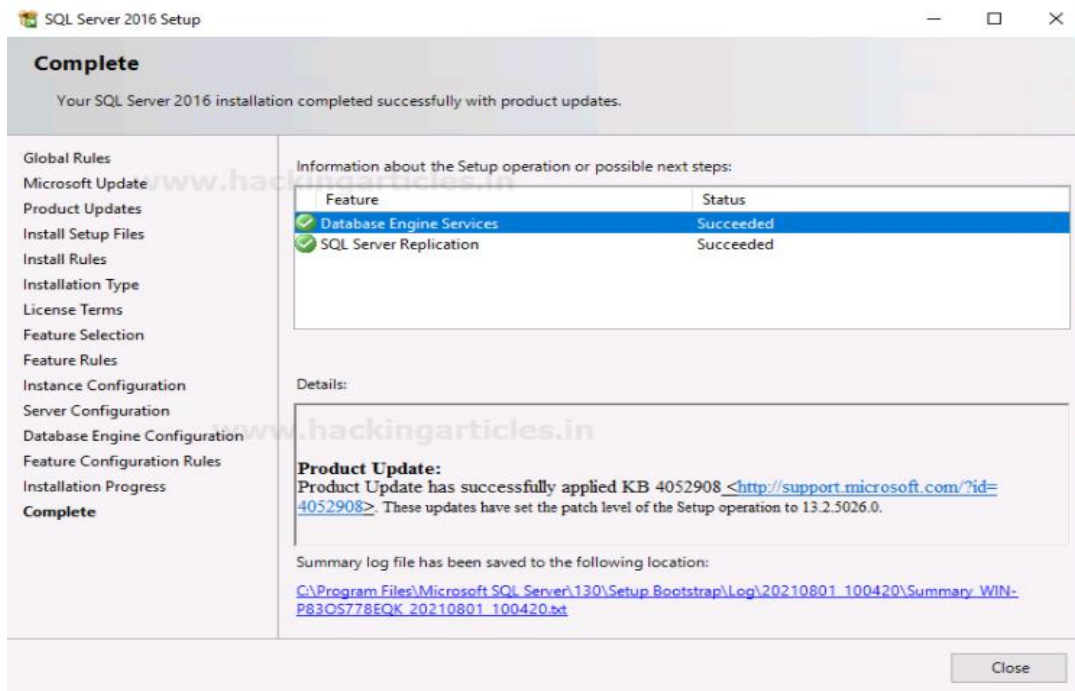 SQL Server 2016 Setup
Complete
Your SQL Server 2016 installation completed successfully with product updates.
Global Rules
Microsoft Update
Product Updates
Install Setup Files
Install Rules
Installation Type
License Terms
Feature Selection
Feature Rules
Instance Configuration
Server Configuration
Database Engine Configuration
Feature Configuration Rules
Installation Progress
Complete
www.hackingarticles.in
Information about the Setup operation or possible next steps:
Feature Status
Database Engine Services Succeeded
SQL Server Replication Succeeded
Details:
www.hackingarticles.in
Product Update:
Product Update has successfully applied KB 4052908 <http://support.microsoft.com/?id=
4052908>. These updates have set the patch level of the Setup operation to 13.2.5026.0.
Summary log file has been saved to the following location:
C:\Program Files\Microsoft SQL Server\130\Setup Bootstrap\Log\20210801_100420\Summary_WIN-
P83OS778EQK_20210801_100420.txt
Close